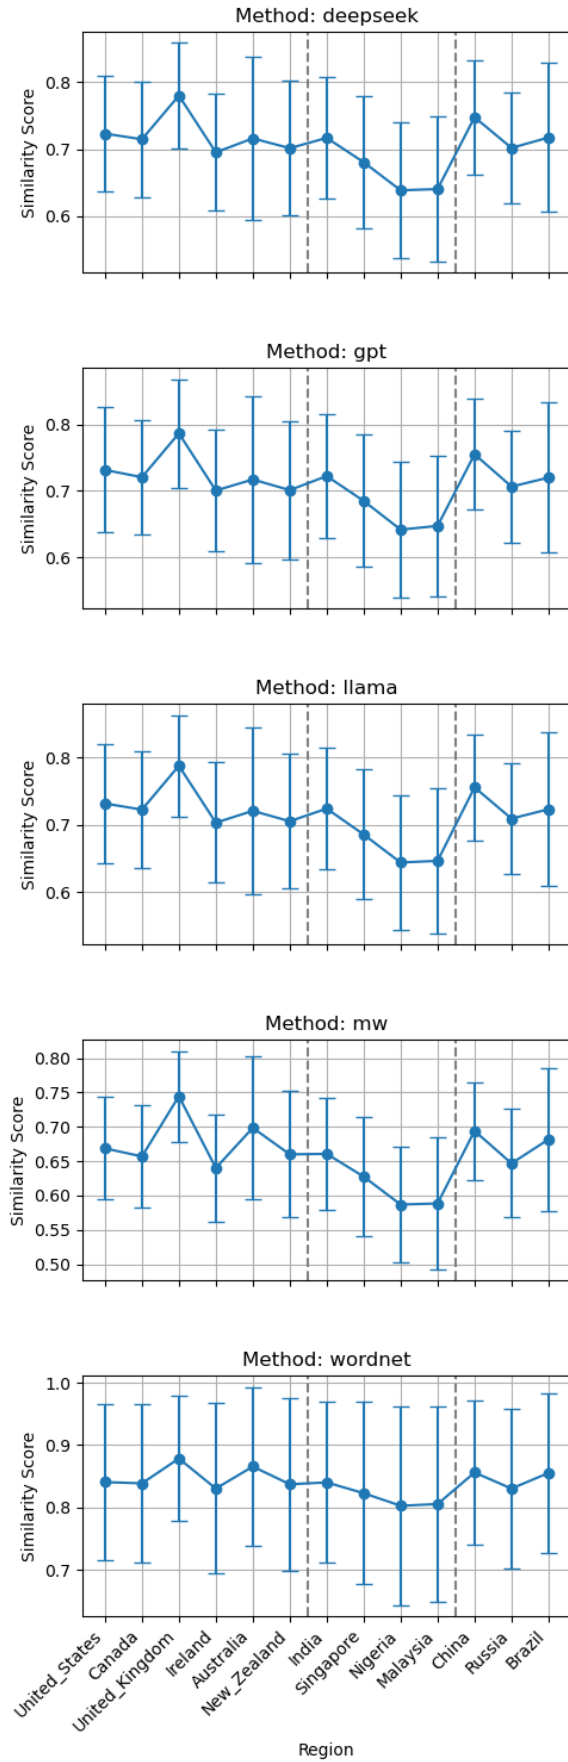 Method: deepseek
Similarity Score
0.8
0.7
0.6
Method: gpt
Similarity Score
0.8
0.7
0.6
Method: llama
Similarity Score
0.8
0.7
0.6
Method: mw
Similarity Score
0.80
0.75
0.70
0.65
0.60
0.55
0.50
Method: wordnet
Similarity Score
1.0
0.9
0.8
0.7
United_States
Canada
United_Kingdom
Ireland
Australia
New_Zealand
India
Singapore
Nigeria
Malaysia
China
Russia
Brazil
Region